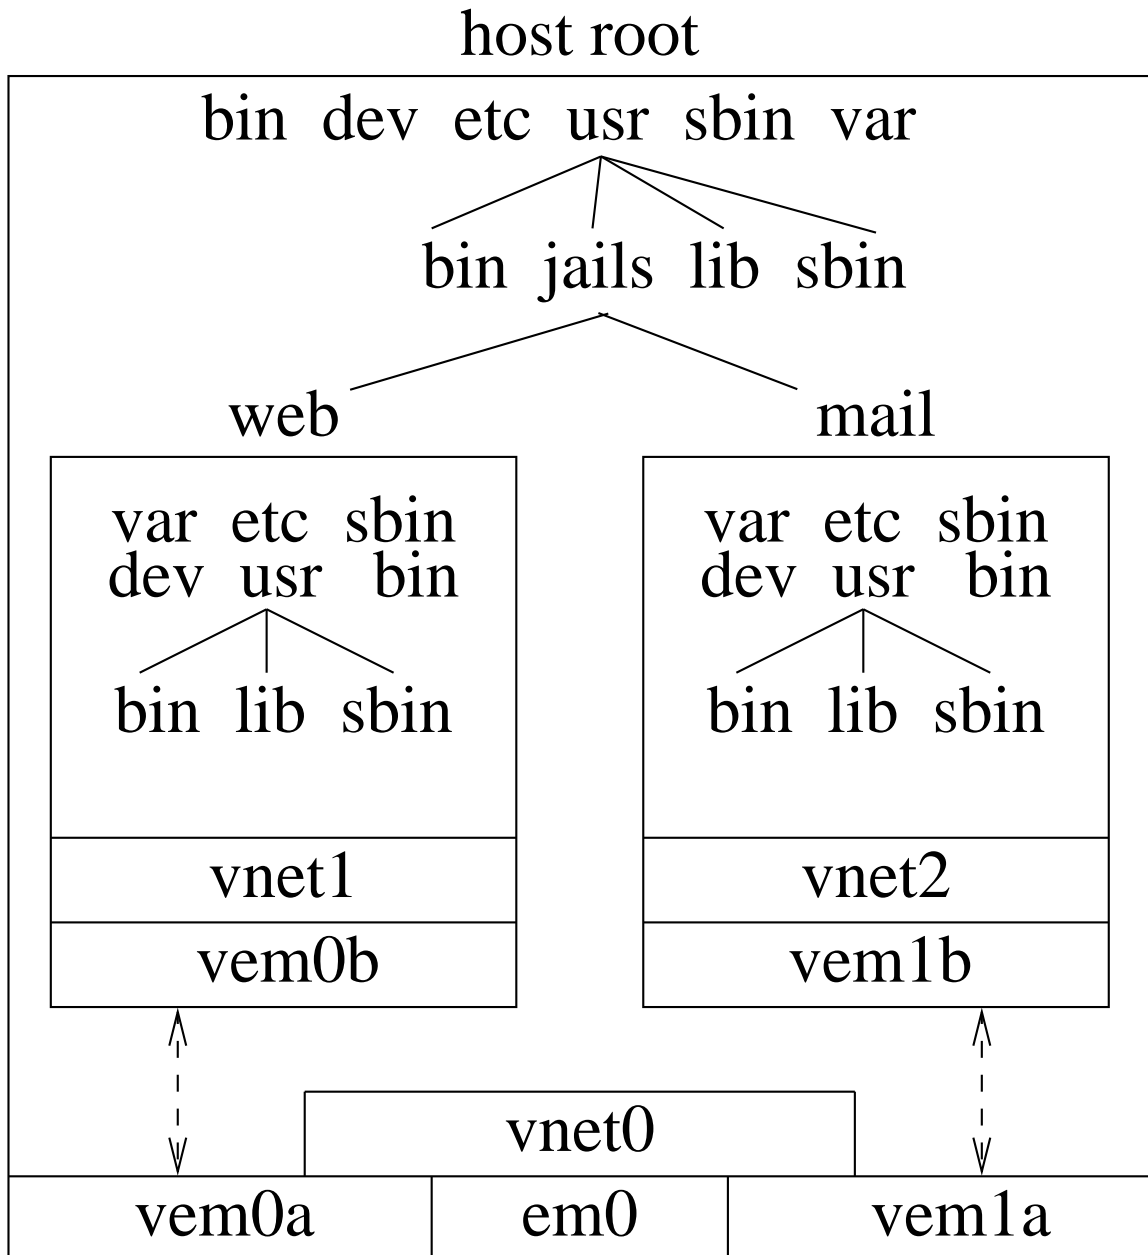 host root
bin dev etc usr sbin var
bin jails lib sbin
web mail
var etc sbin var etc sbin
dev usr bin dev usr bin
bin lib sbin bin lib sbin
vnet1 vnet2
vem0b vem1b
vnet0
vem0a em0 vem1a